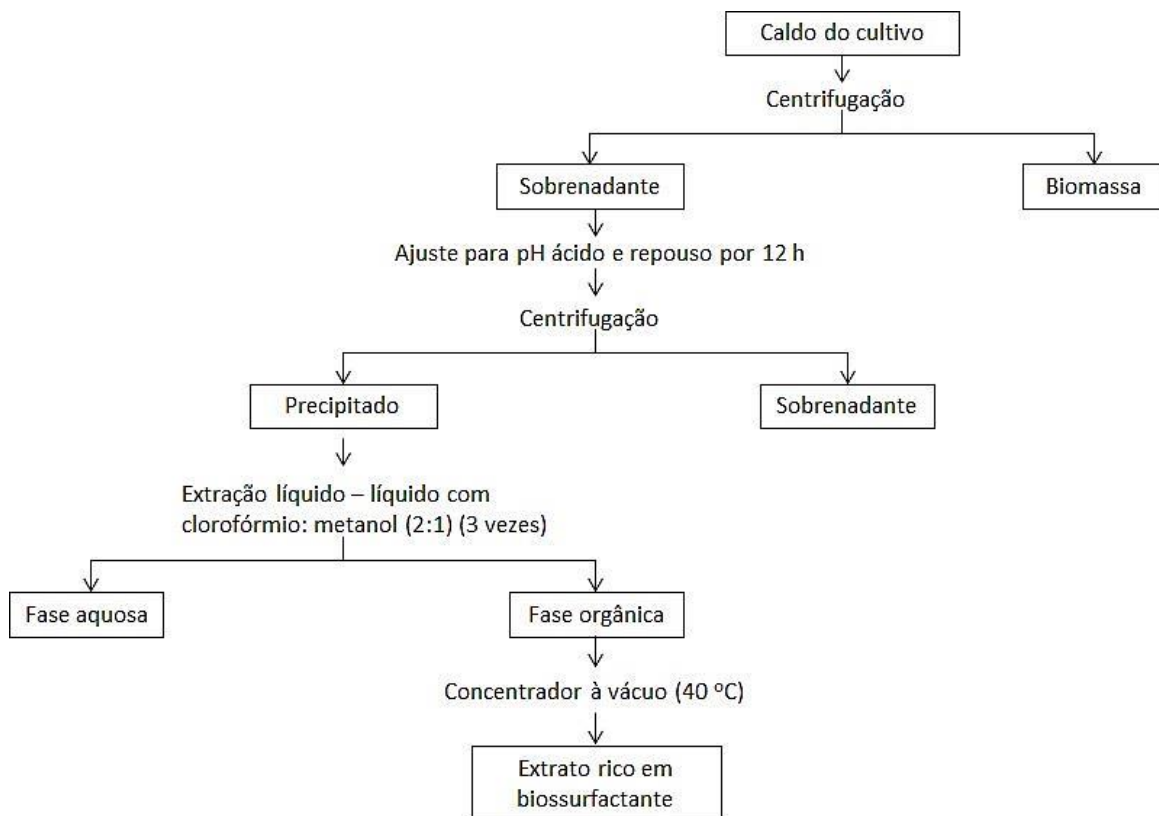 Caldo do cultivo
Centrifugação
Sobrenadante
Biomassa
Ajuste para pH ácido e repouso por 12 h
Centrifugação
Precipitado
Sobrenadante
Extração líquido – líquido com
clorofórmio: metanol (2:1) (3 vezes)
Fase aquosa
Fase orgânica
Concentrador à vácuo (40 ºC)
Extrato rico em
biossurfactante